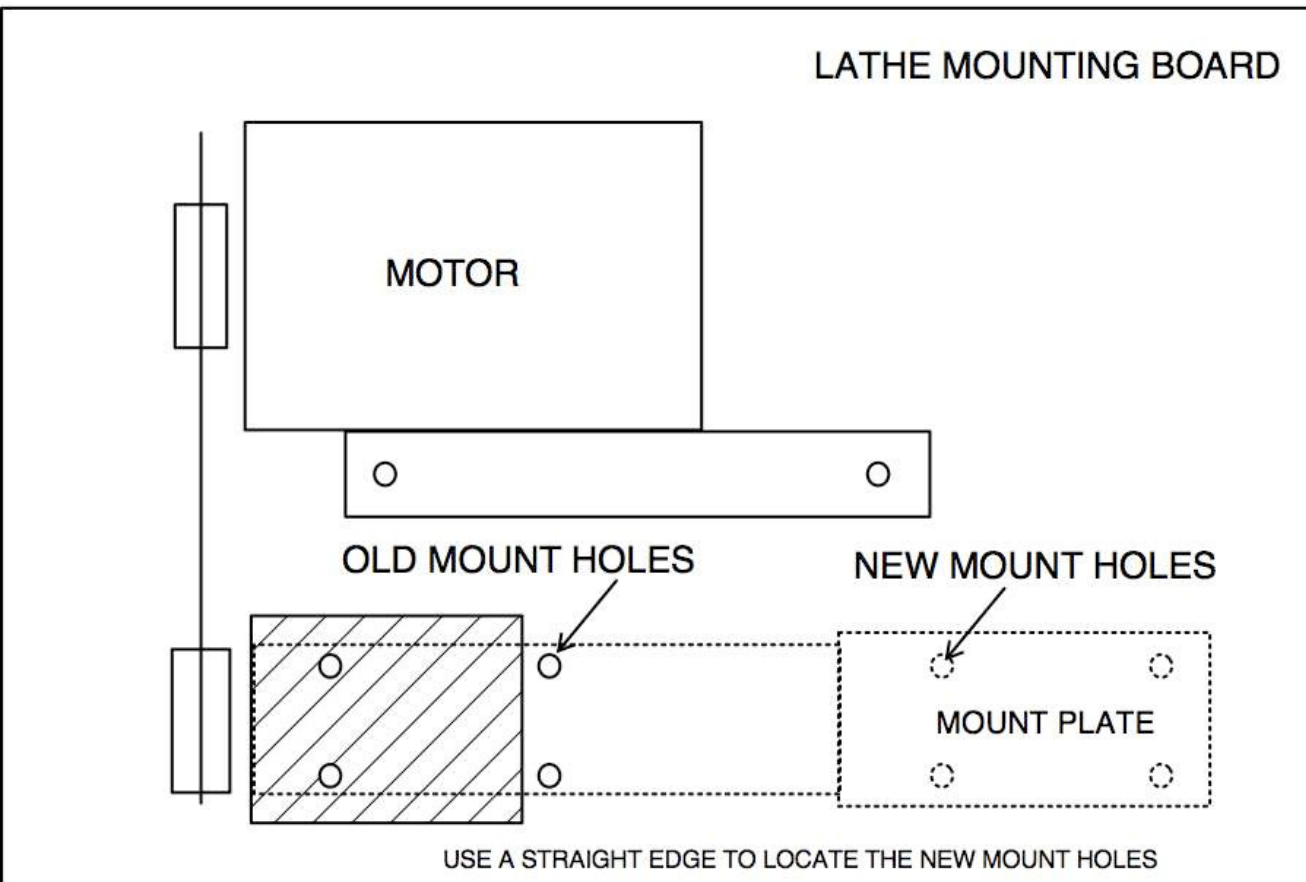 LATHE MOUNTING BOARD
MOTOR
OLD MOUNT HOLES
NEW MOUNT HOLES
MOUNT PLATE
USE A STRAIGHT EDGE TO LOCATE THE NEW MOUNT HOLES